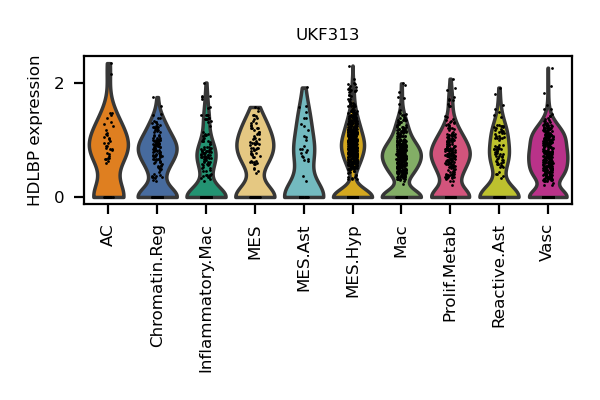 UKF313
HDLBP expression
2
0
AC
Chromatin.Reg
Inflammatory.Mac
MES
MES.Ast
MES.Hyp
Mac
Prolif.Metab
Reactive.Ast
Vasc